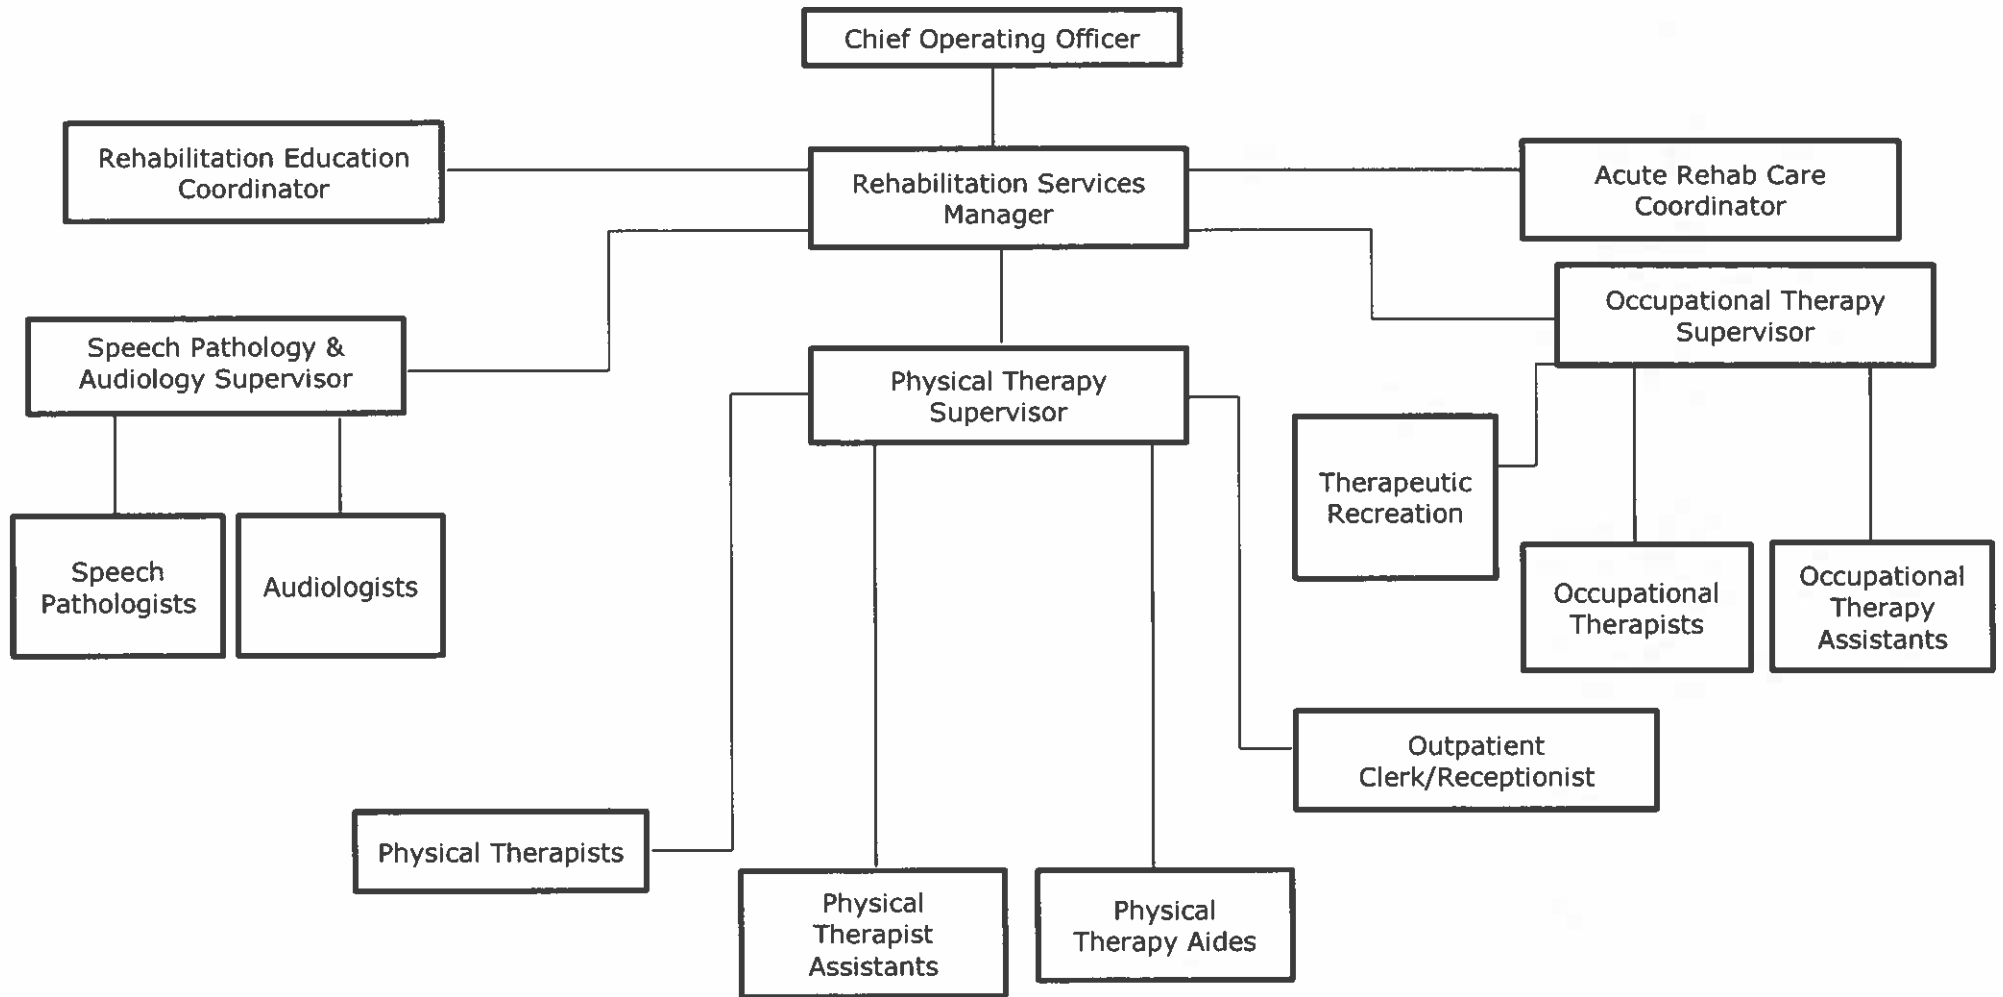 Chief Operating Officer
Rehabilitation Education
Coordinator
Rehabilitation Services
Manager
Acute Rehab Care
Coordinator
Occupational Therapy
Supervisor
Speech Pathology &
Audiology Supervisor
Physical Therapy
Supervisor
Therapeutic
Recreation
Speech
Pathologists
Audiologists
Occupational
Therapists
Occupational
Therapy
Assistants
Outpatient
Clerk/Receptionist
Physical Therapists
Physical
Therapist
Assistants
Physical
Therapy Aides